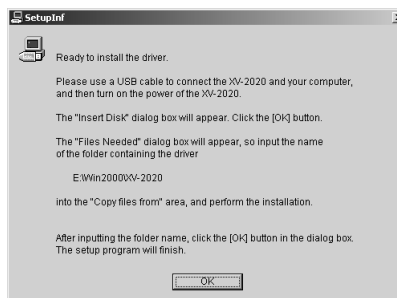 SetupInf
Ready to install the driver.
Please use a USB cable to connect the XV-2020 and your computer,
and then turn on the power of the XV-2020.
The "Insert Disk" dialog box will appear. Click the [OK] button.
The "Files Needed" dialog box will appear, so input the name
of the folder containing the driver
E:\Win2000\XV-2020
into the "Copy files from" area, and perform the installation.
After inputting the folder name, click the [OK] button in the dialog box.
The setup program will finish.
OK